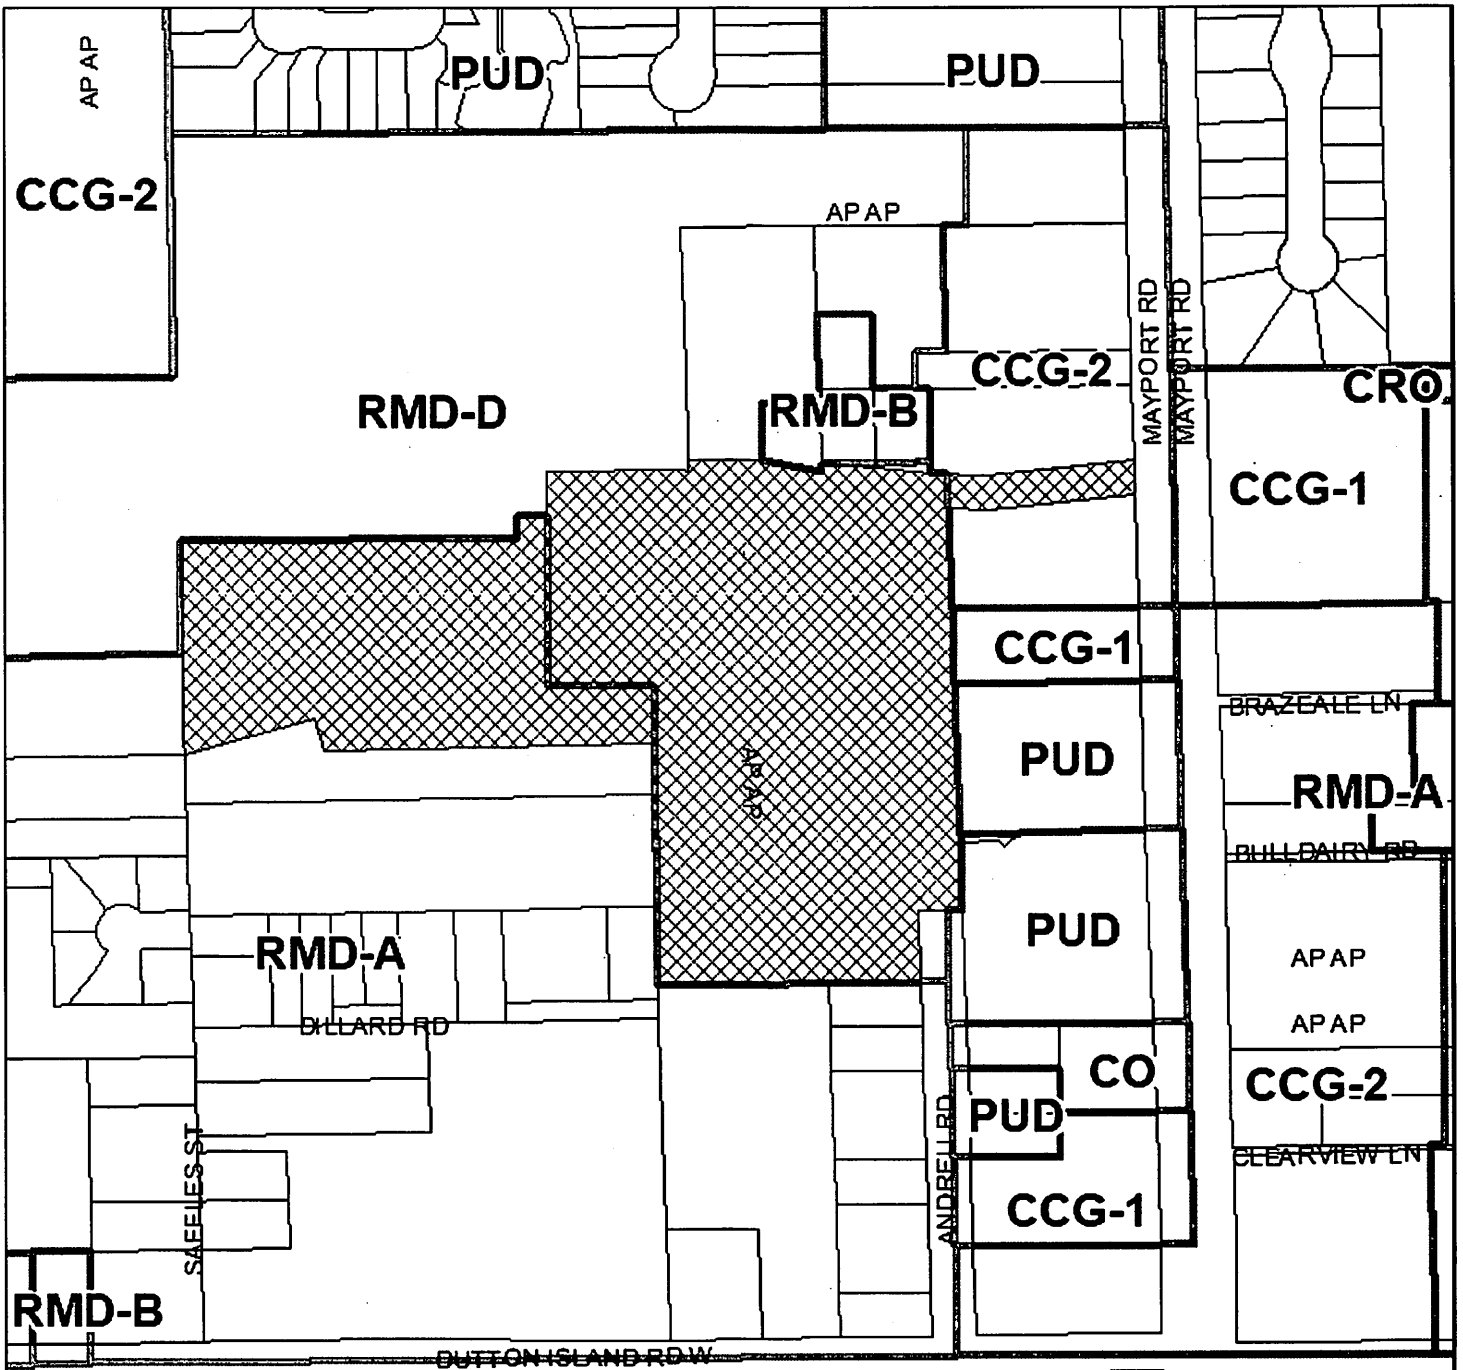 AP AP
PUD
PUD
CCG-2
AP AP
MAYPORT RD
MAYPORT RD
CCG-2
CRO
RMD-D
RMD-B
CCG-1
CCG-1
BRAZEALE LN
PUD
AP AP
RMD-A
BULLDAIRY RD
PUD
RMD-A
AP AP
DILLARD RD
AP AP
CO
CCG-2
PUD
ANDRELL RD
SAFFLES ST
CLEARVIEW LN
CCG-1
RMD-B
DUTTON ISLAND RD W